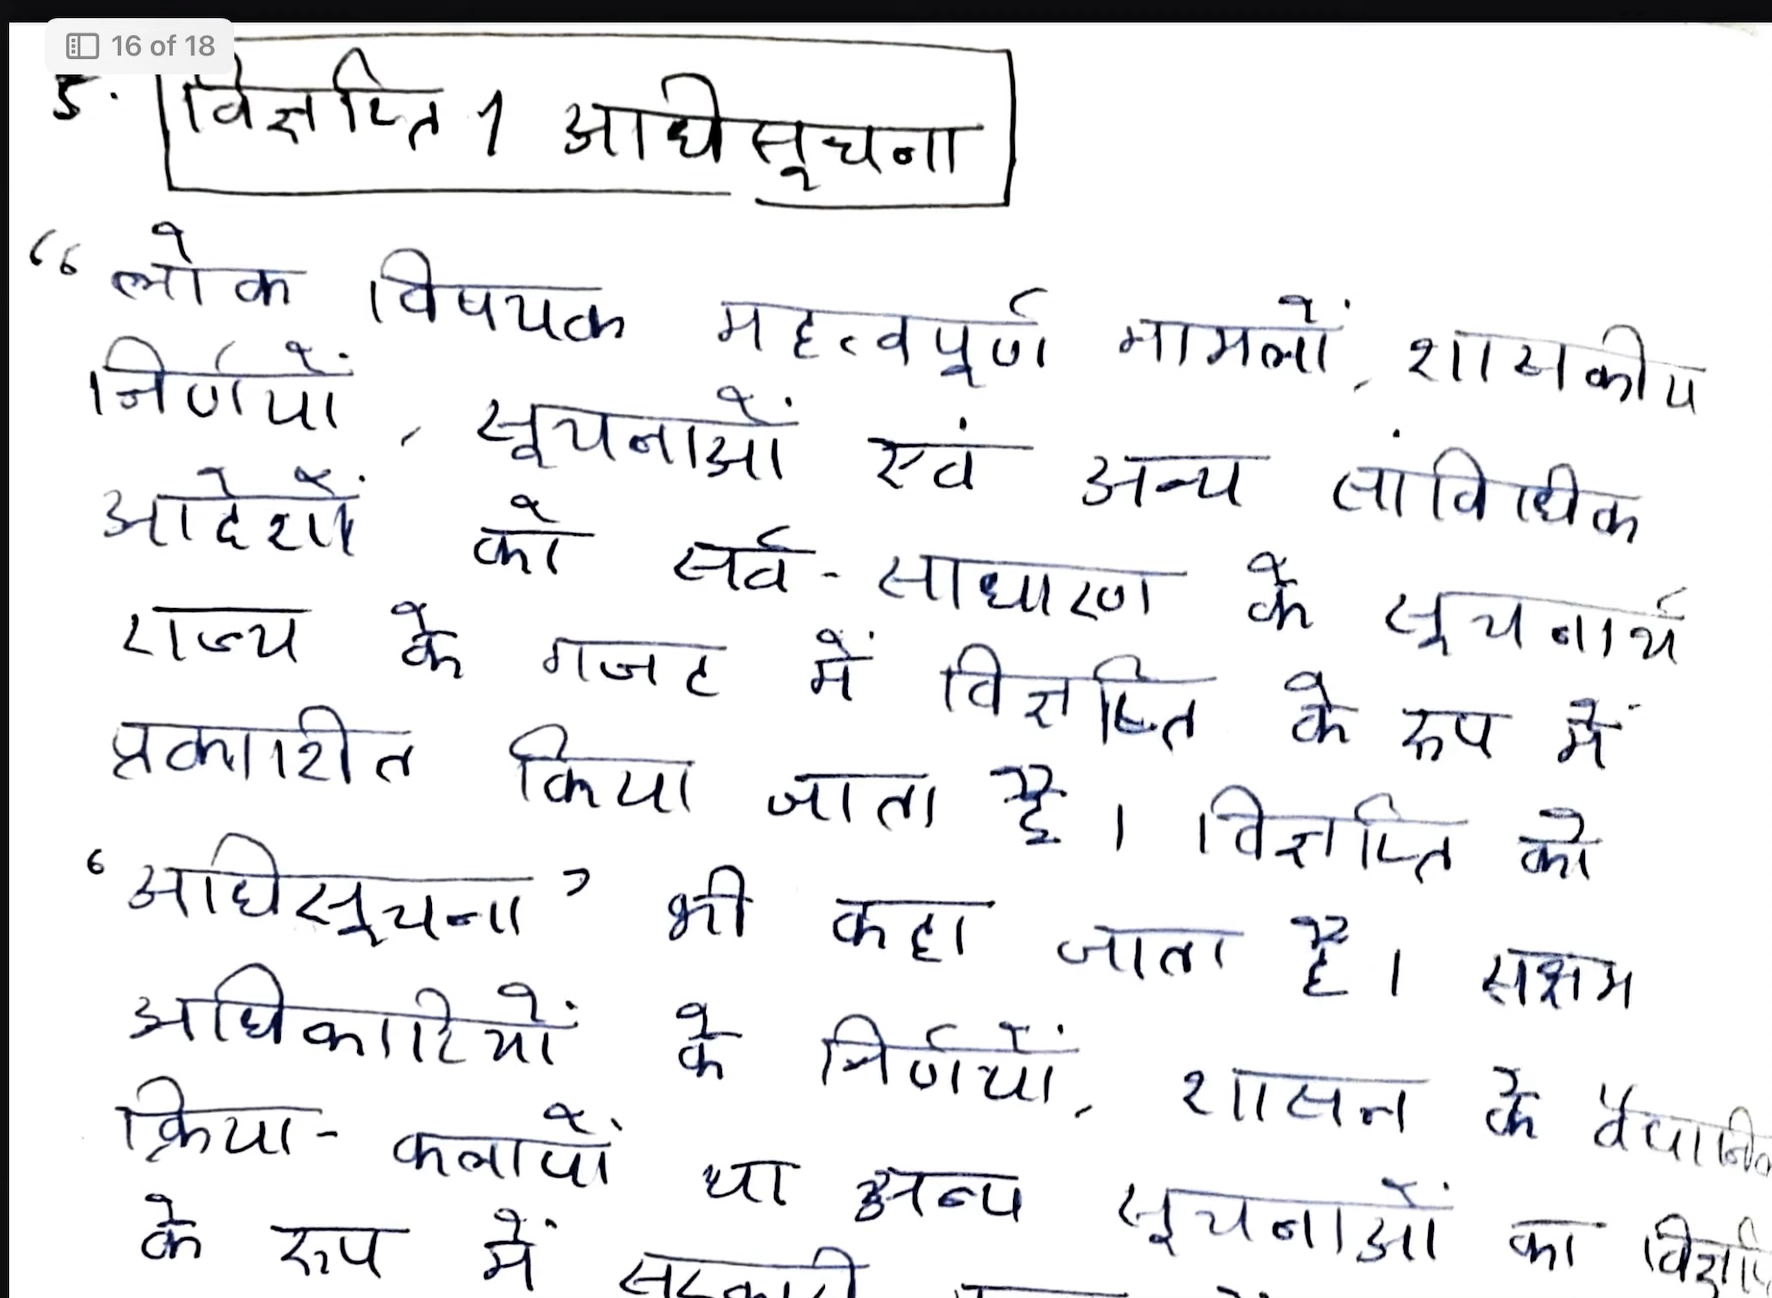 16 of 18
5. विज्ञप्ति / अधिसूचना
“लोक विषयक महत्वपूर्ण मामलों, शासकीय
निर्णयों, सूचनाओं एवं अन्य सांविधिक
आदेशों को सर्व-साधारण के सूचनार्थ
राज्य के गजट में विज्ञप्ति के रूप में
प्रकाशीत किया जाता है। विज्ञप्ति को
‘अधिसूचना’ भी कहा जाता है। सक्षम
अधिकारियों के निर्णयों, शासन के
क्रिया-कलापों या अन्य सूचनाओं का
के रूप में सरकारी